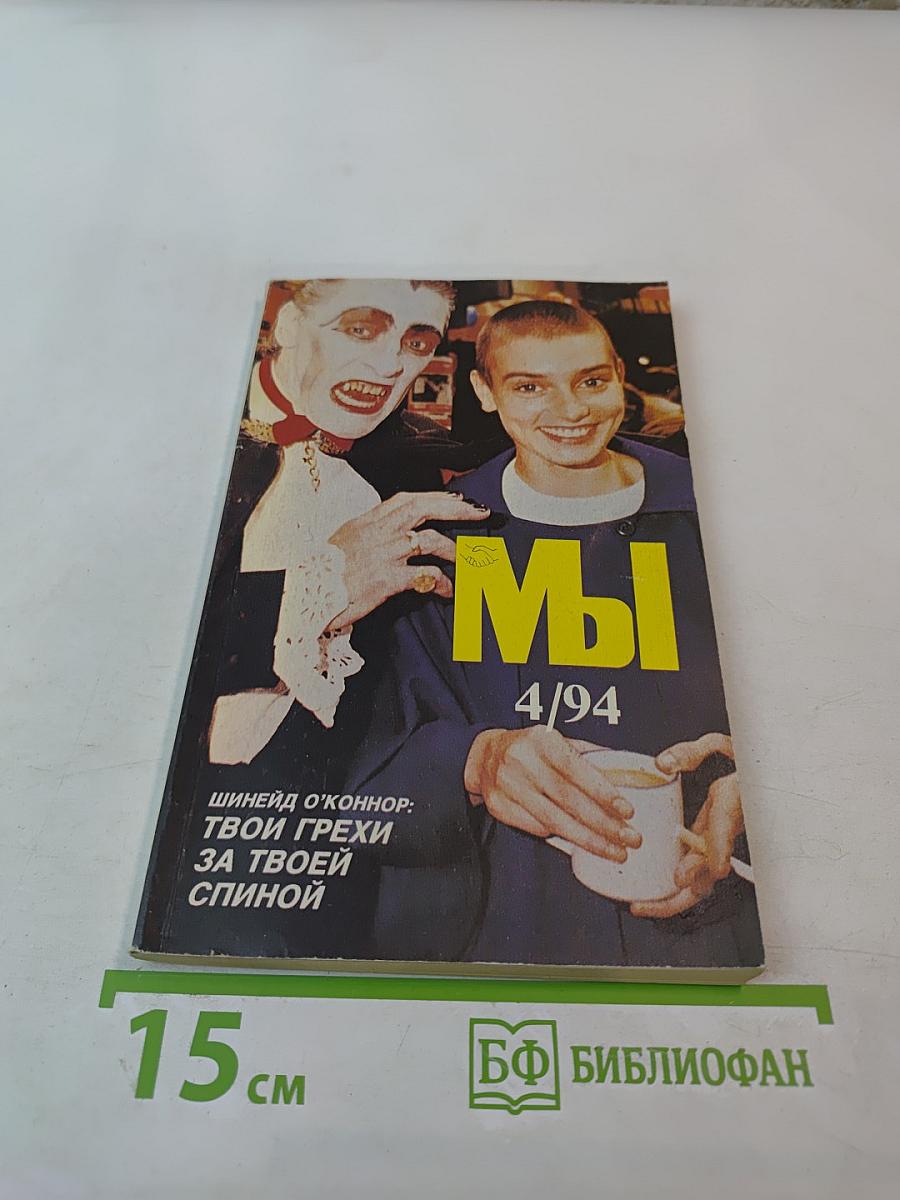 МЫ
4/94
ШИНЕЙД О'КОННОР:
ТВОИ ГРЕХИ
ЗА ТВОЕЙ
СПИНОЙ
15 см
БФ БИБЛИОФАН